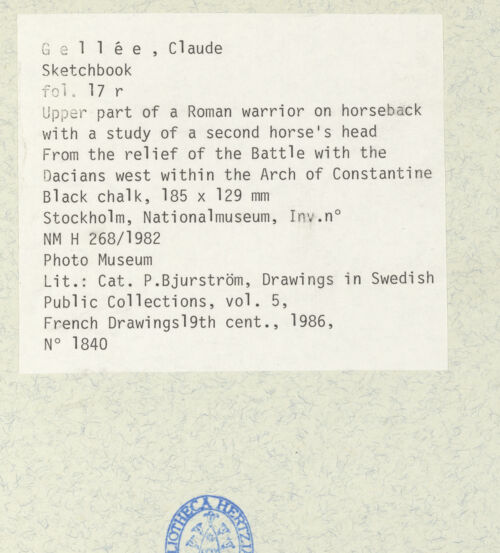 G e l l é e , Claude
Sketchbook
fol. 17 r
Upper part of a Roman warrior on horseback
with a study of a second horse's head
From the relief of the Battle with the
Dacians west within the Arch of Constantine
Black chalk, 185 x 129 mm
Stockholm, Nationalmuseum, Inv.n°
NM H 268/1982
Photo Museum
Lit.: Cat. P.Bjurström, Drawings in Swedish
Public Collections, vol. 5,
French Drawings19th cent., 1986,
N° 1840